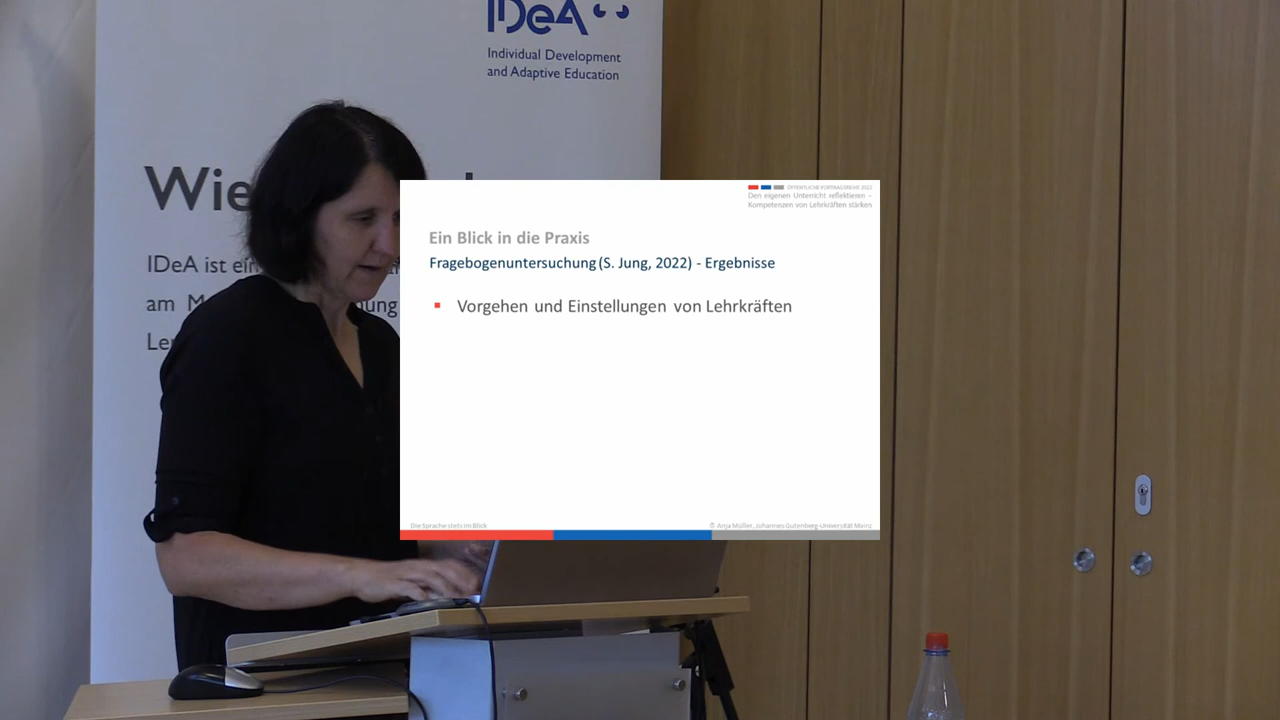 IDeA
Individual Development
and Adaptive Education
Wie
IDeA ist ein
am
ÖFFENTLICHE VORTRAGSREIHE 2022
Den eigenen Unterricht reflektieren –
Kompetenzen von Lehrkräften stärken
Ein Blick in die Praxis
Fragebogenuntersuchung (S. Jung, 2022) - Ergebnisse
▪ Vorgehen und Einstellungen von Lehrkräften
Die Sprache stets im Blick
© Anja Müller, Johannes Gutenberg-Universität Mainz